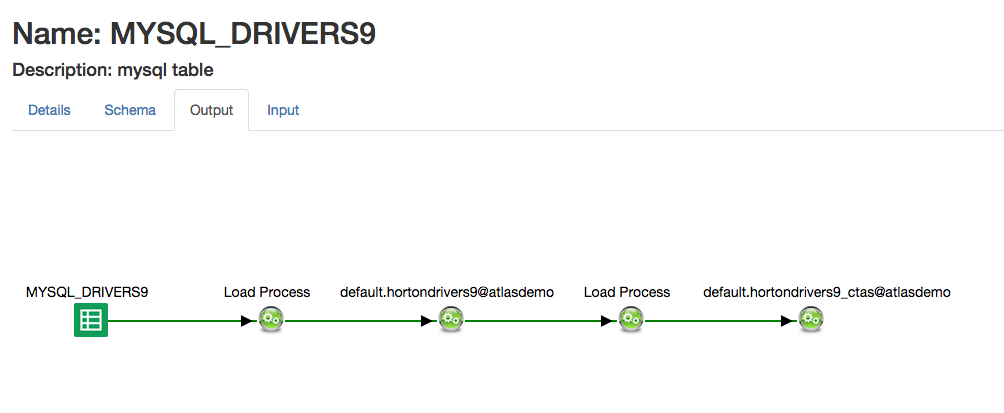 Name: MYSQL_DRIVERS9
Description: mysql table
Details Schema Output Input
MYSQL_DRIVERS9 Load Process default.hortondrivers9@atlasdemo Load Process default.hortondrivers9_ctas@atlasdemo